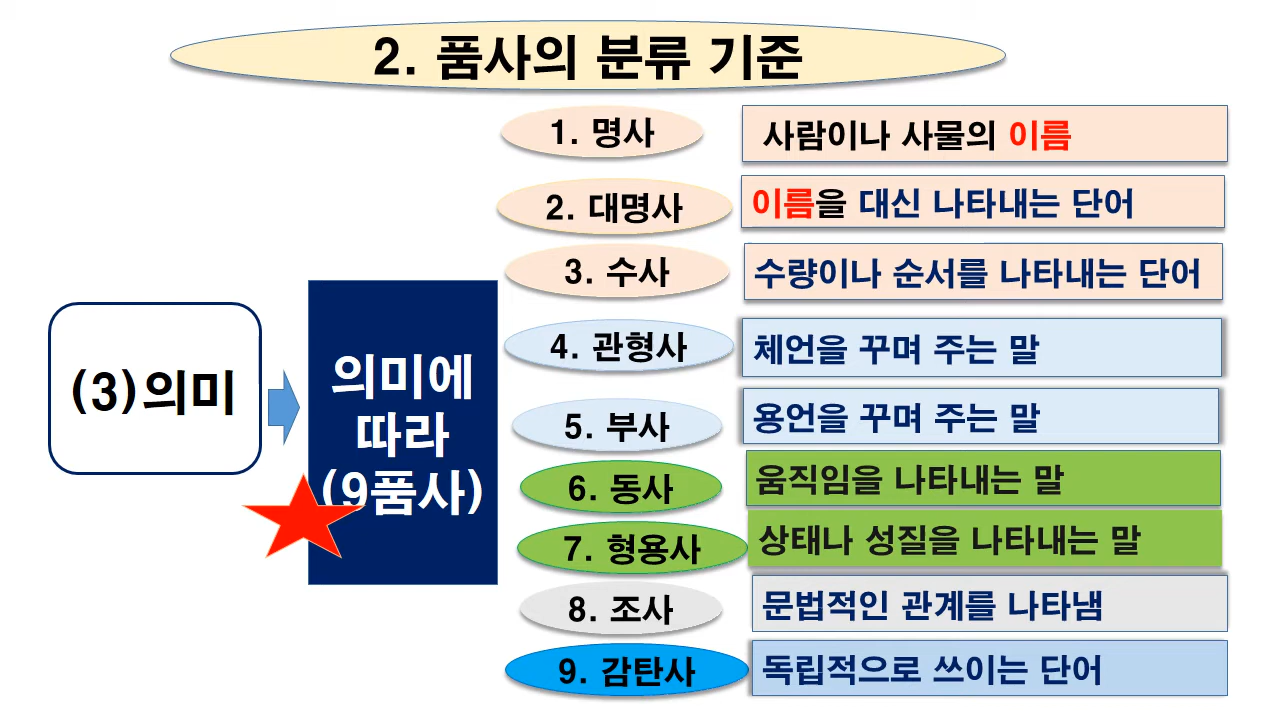 2. 품사의 분류 기준
(3)의미
의미에
따라
(9품사)
1. 명사
사람이나 사물의 이름
2. 대명사
이름을 대신 나타내는 단어
3. 수사
수량이나 순서를 나타내는 단어
4. 관형사
체언을 꾸며 주는 말
5. 부사
용언을 꾸며 주는 말
6. 동사
움직임을 나타내는 말
7. 형용사
상태나 성질을 나타내는 말
8. 조사
문법적인 관계를 나타냄
9. 감탄사
독립적으로 쓰이는 단어